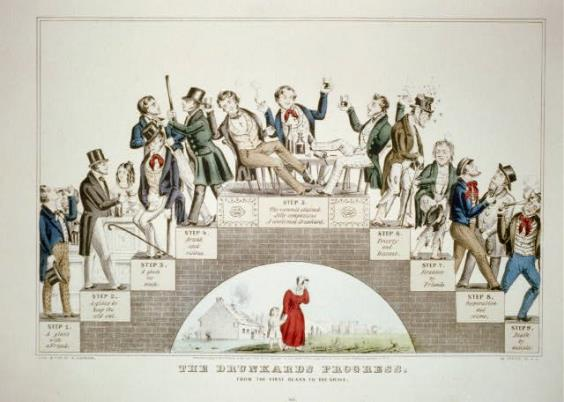 STEP 1.
A glass
with
a Friend.
STEP 2.
A glass to
keep the
cold out.
STEP 3.
A glass
too
much.
STEP 4.
Drunk
and
riotous.
STEP 5.
The summit attained.
Jolly companions
A confirmed drunkard.
STEP 6.
Poverty
and
Disease.
STEP 7.
Forsaken
by
Friends.
STEP 8.
Desperation
and
crime.
STEP 9.
Death
by
suicide.
THE DRUNKARDS PROGRESS.
FROM THE FIRST GLASS TO THE GRAVE.